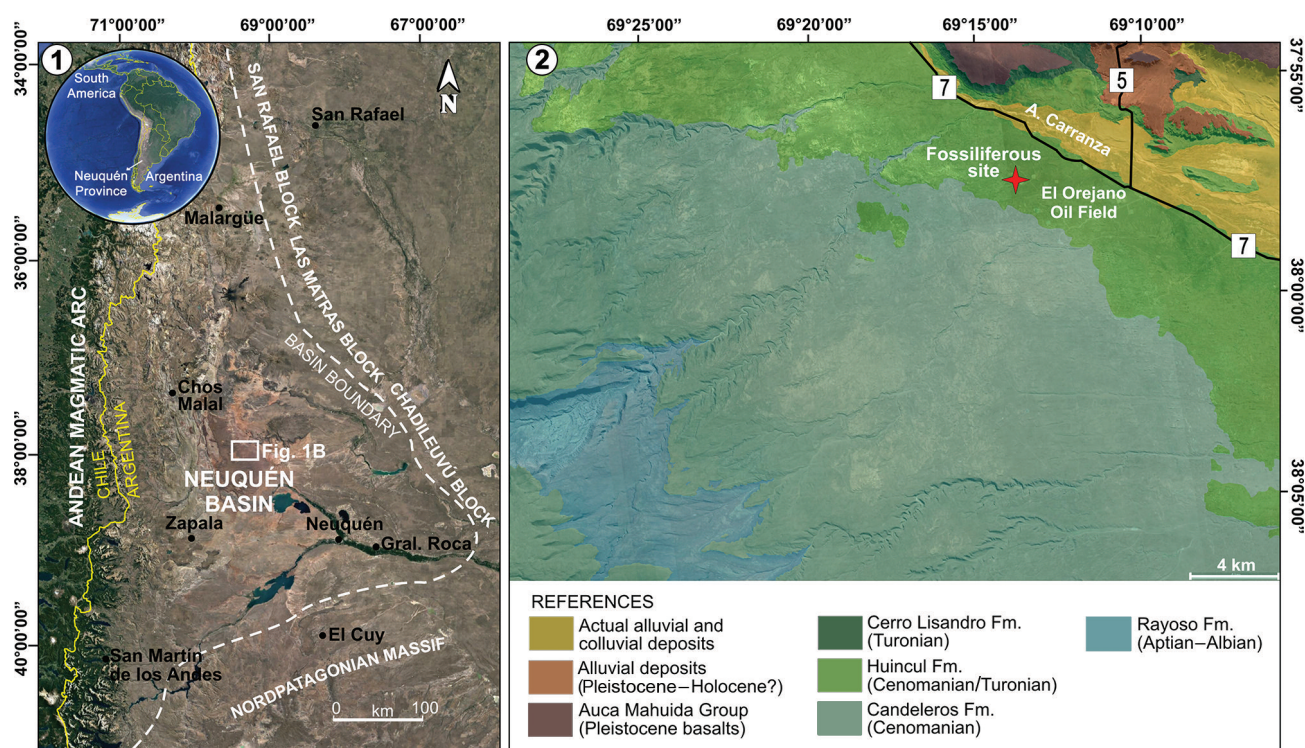 71°00'00''
69°00'00''
67°00'00''
34°00'00''
36°00'00''
38°00'00''
40°00'00''
1
South
America
Neuquén
Province
Argentina
N
SAN RAFAEL BLOCK
LAS MATRAS BLOCK
CHADILEUVÚ BLOCK
BASIN BOUNDARY
San Rafael
Malargüe
ANDEAN MAGMATIC ARC
CHILE
ARGENTINA
Chos
Malal
Fig. 1B
NEUQUÉN
BASIN
Zapala
Neuquén
Gral. Roca
El Cuy
San Martín
de los Andes
NORDPATAGONIAN MASSIF
0 km 100
69°25'00''
69°20'00''
69°15'00''
69°10'00''
37°55'00''
38°00'00''
38°05'00''
2
7
5
A. Carranza
Fossiliferous
site
El Orejano
Oil Field
7
4 km
REFERENCES
Actual alluvial and
colluvial deposits
Alluvial deposits
(Pleistocene–Holocene?)
Auca Mahuida Group
(Pleistocene basalts)
Cerro Lisandro Fm.
(Turonian)
Huincul Fm.
(Cenomanian/Turonian)
Candeleros Fm.
(Cenomanian)
Rayoso Fm.
(Aptian–Albian)